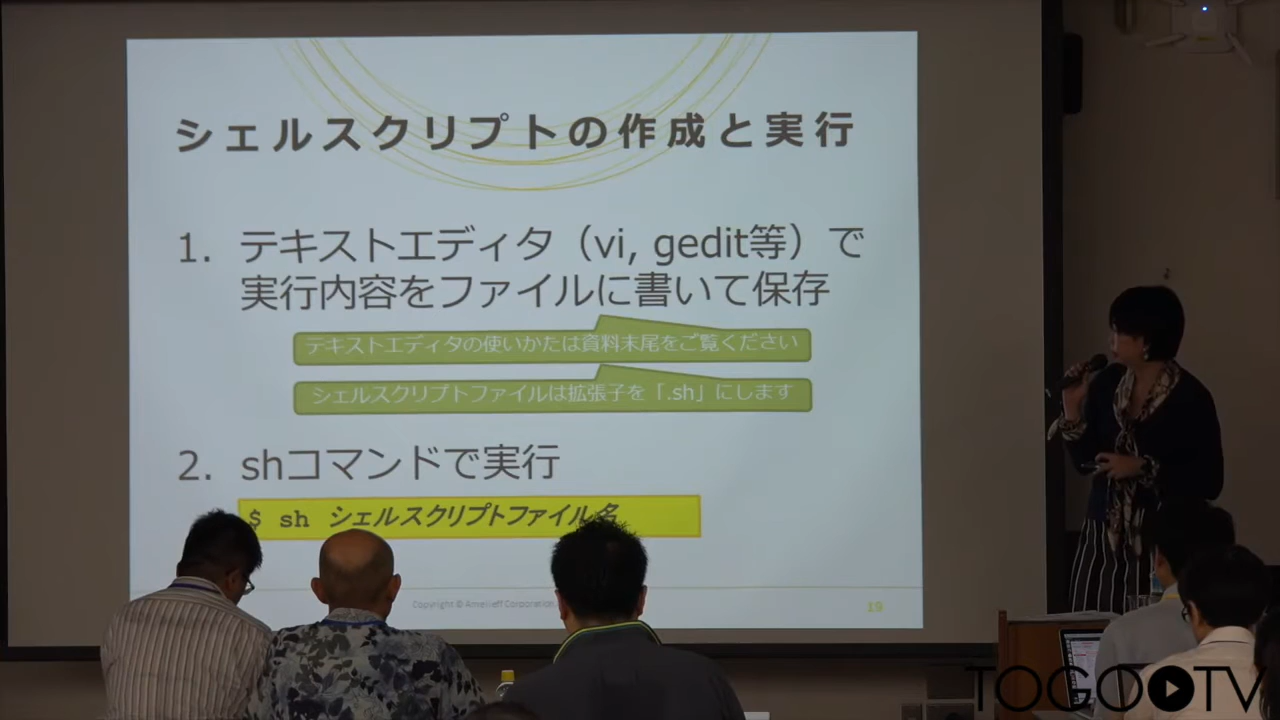 シェルスクリプトの作成と実行
1. テキストエディタ（vi, gedit等）で
実行内容をファイルに書いて保存
テキストエディタの使いかたは資料末尾をご覧ください
シェルスクリプトファイルは拡張子を「.sh」にします
2. shコマンドで実行
$ sh シェルスクリプトファイル名
Copyright © Amelieff Corporation
19
TOGOTV